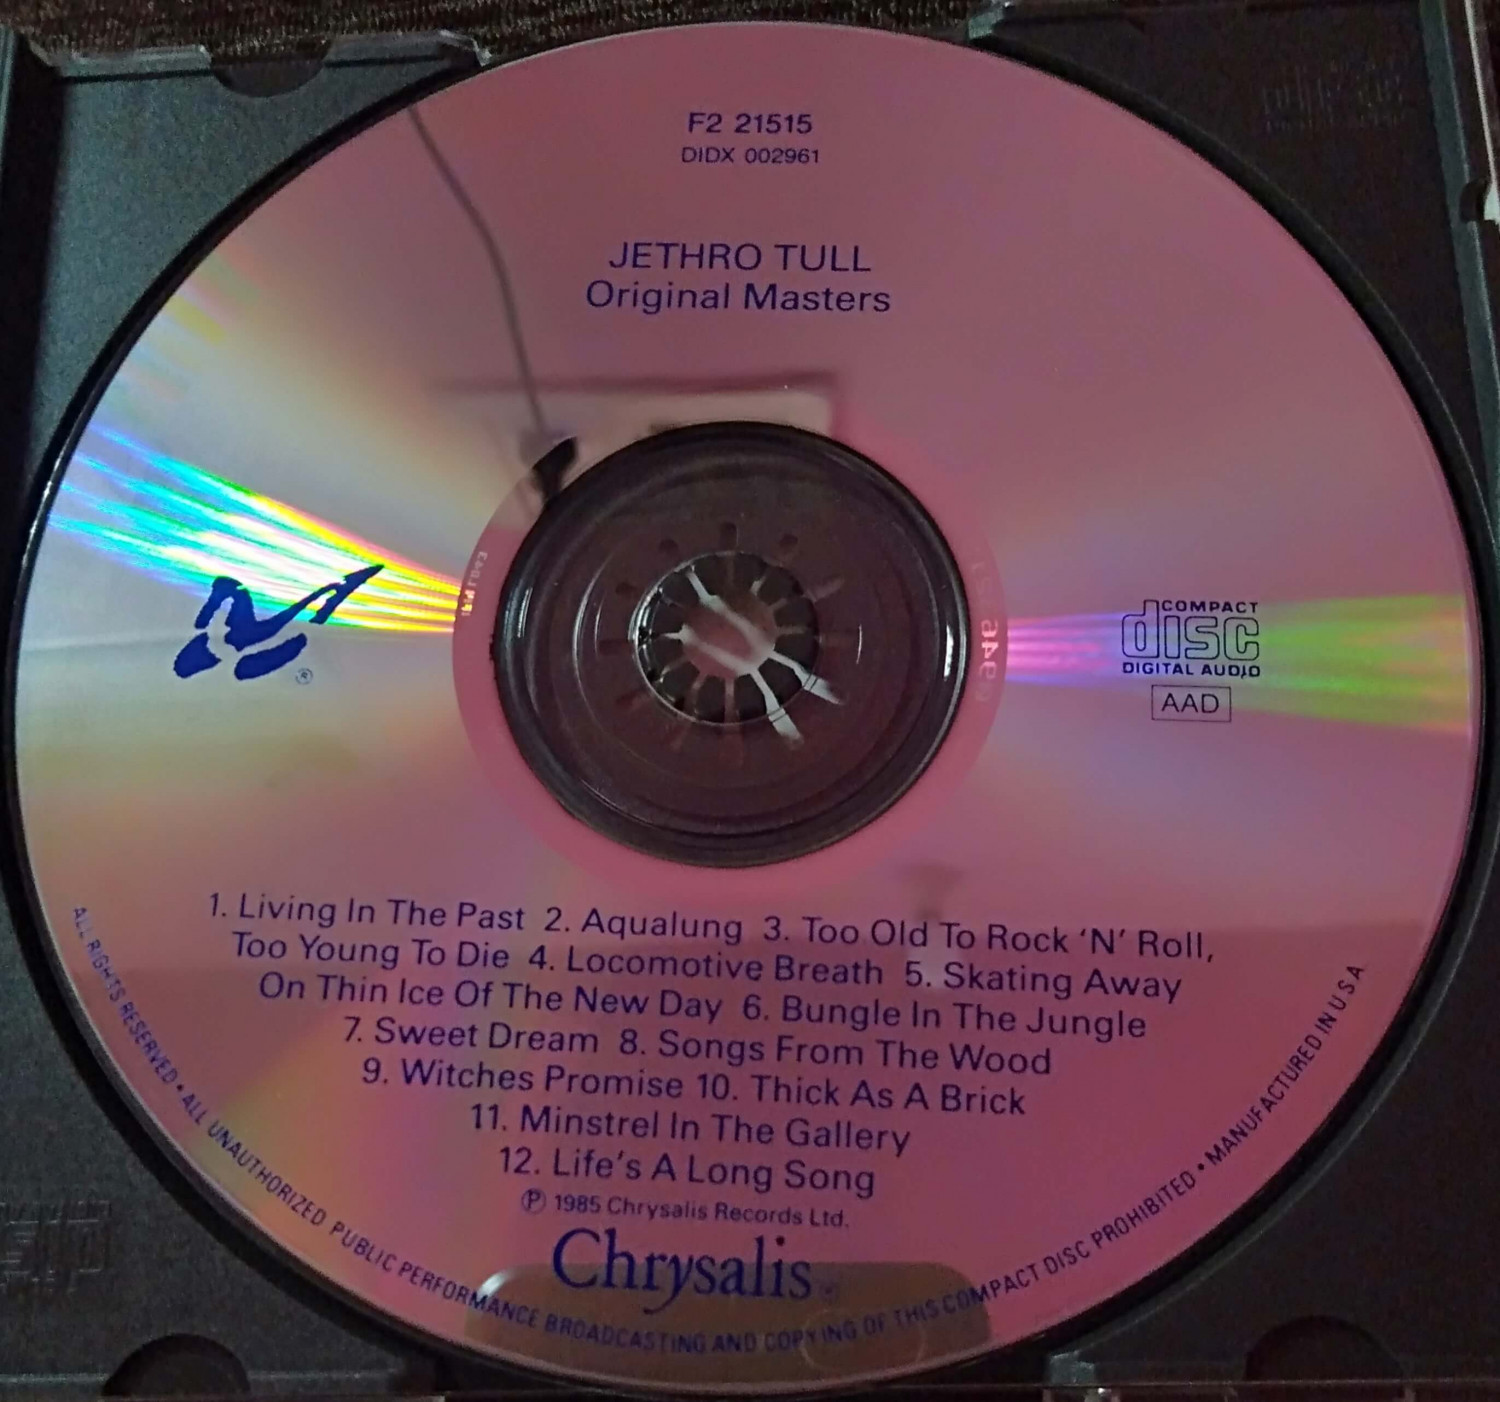 F2 21515
DIDX 002961
JETHRO TULL
Original Masters
®
COMPACT
disc
DIGITAL AUDIO
AAD
1. Living In The Past 2. Aqualung 3. Too Old To Rock ‘N’ Roll,
Too Young To Die 4. Locomotive Breath 5. Skating Away
On Thin Ice Of The New Day 6. Bungle In The Jungle
7. Sweet Dream 8. Songs From The Wood
9. Witches Promise 10. Thick As A Brick
11. Minstrel In The Gallery
12. Life's A Long Song
℗ 1985 Chrysalis Records Ltd.
Chrysalis
ALL RIGHTS RESERVED • ALL UNAUTHORIZED PUBLIC PERFORMANCE BROADCASTING AND COPYING OF THIS COMPACT DISC PROHIBITED • MANUFACTURED IN U.S.A.